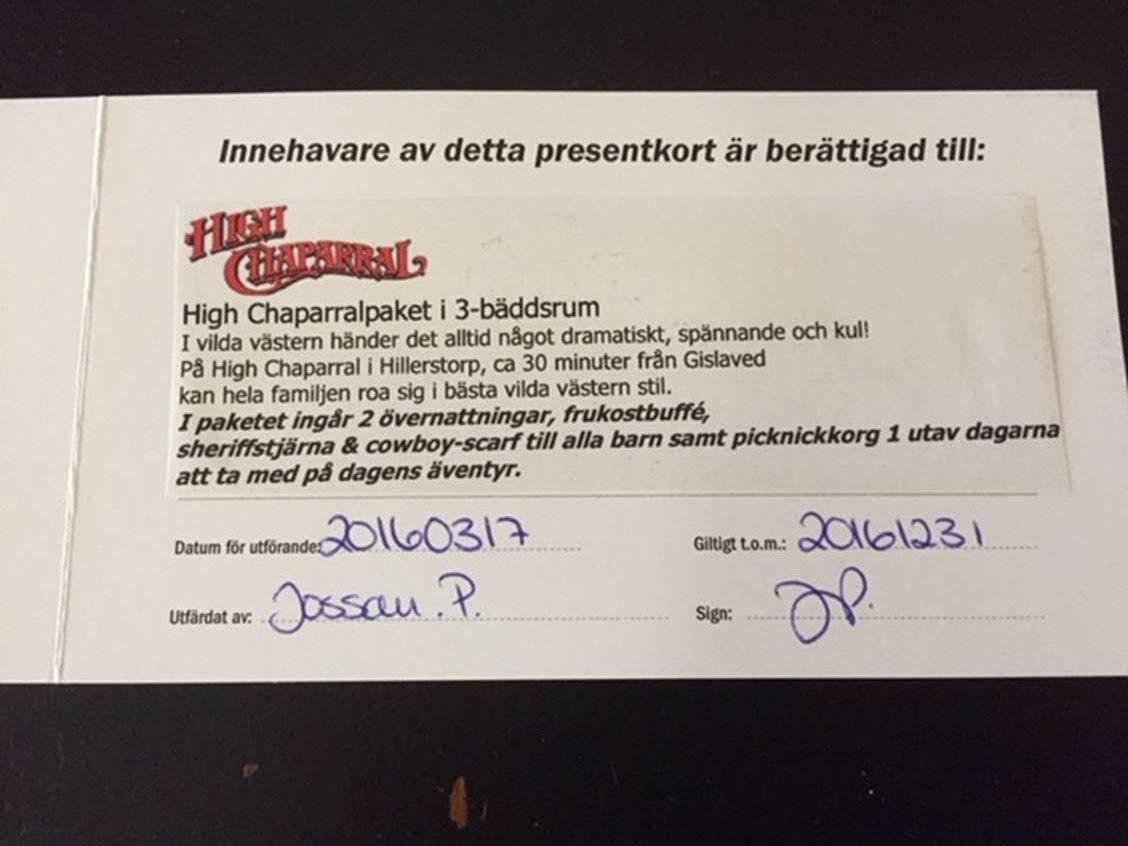 Innehavare av detta presentkort är berättigad till:
HIGH
CHAPARRAL
High Chaparralpaket i 3-bäddsrum
I vilda västern händer det alltid något dramatiskt, spännande och kul!
På High Chaparral i Hillerstorp, ca 30 minuter från Gislaved
kan hela familjen roa sig i bästa vilda västern stil.
I paketet ingår 2 övernattningar, frukostbuffé,
sheriffstjärna & cowboy-scarf till alla barn samt picknickkorg 1 utav dagarna
att ta med på dagens äventyr.
Datum för utförande: 20160317 Giltigt t.o.m.: 20161231
Utfärdat av: Jossan. P. Sign: JP.